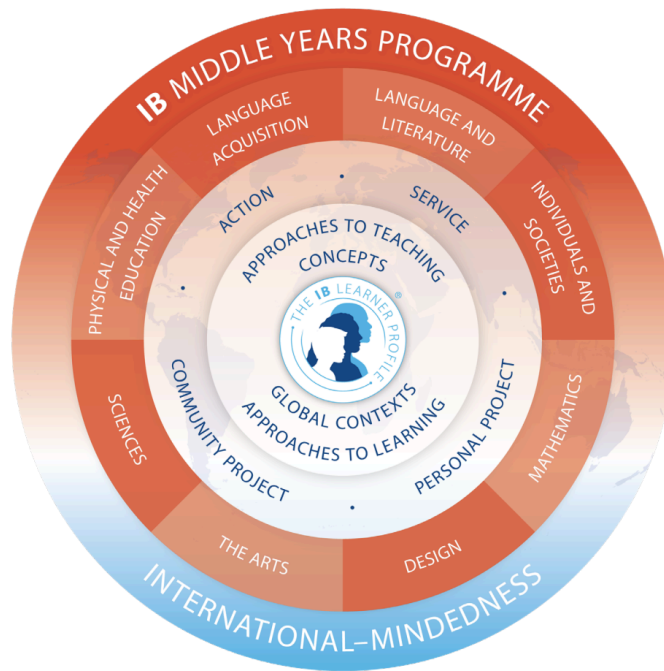 IB MIDDLE YEARS PROGRAMME
LANGUAGE
ACQUISITION
LANGUAGE AND
LITERATURE
INDIVIDUALS AND
SOCIETIES
MATHEMATICS
DESIGN
THE ARTS
SCIENCES
PHYSICAL AND HEALTH
EDUCATION
ACTION
SERVICE
PERSONAL PROJECT
COMMUNITY PROJECT
APPROACHES TO TEACHING
CONCEPTS
THE IB LEARNER PROFILE ®
GLOBAL CONTEXTS
APPROACHES TO LEARNING
INTERNATIONAL–MINDEDNESS